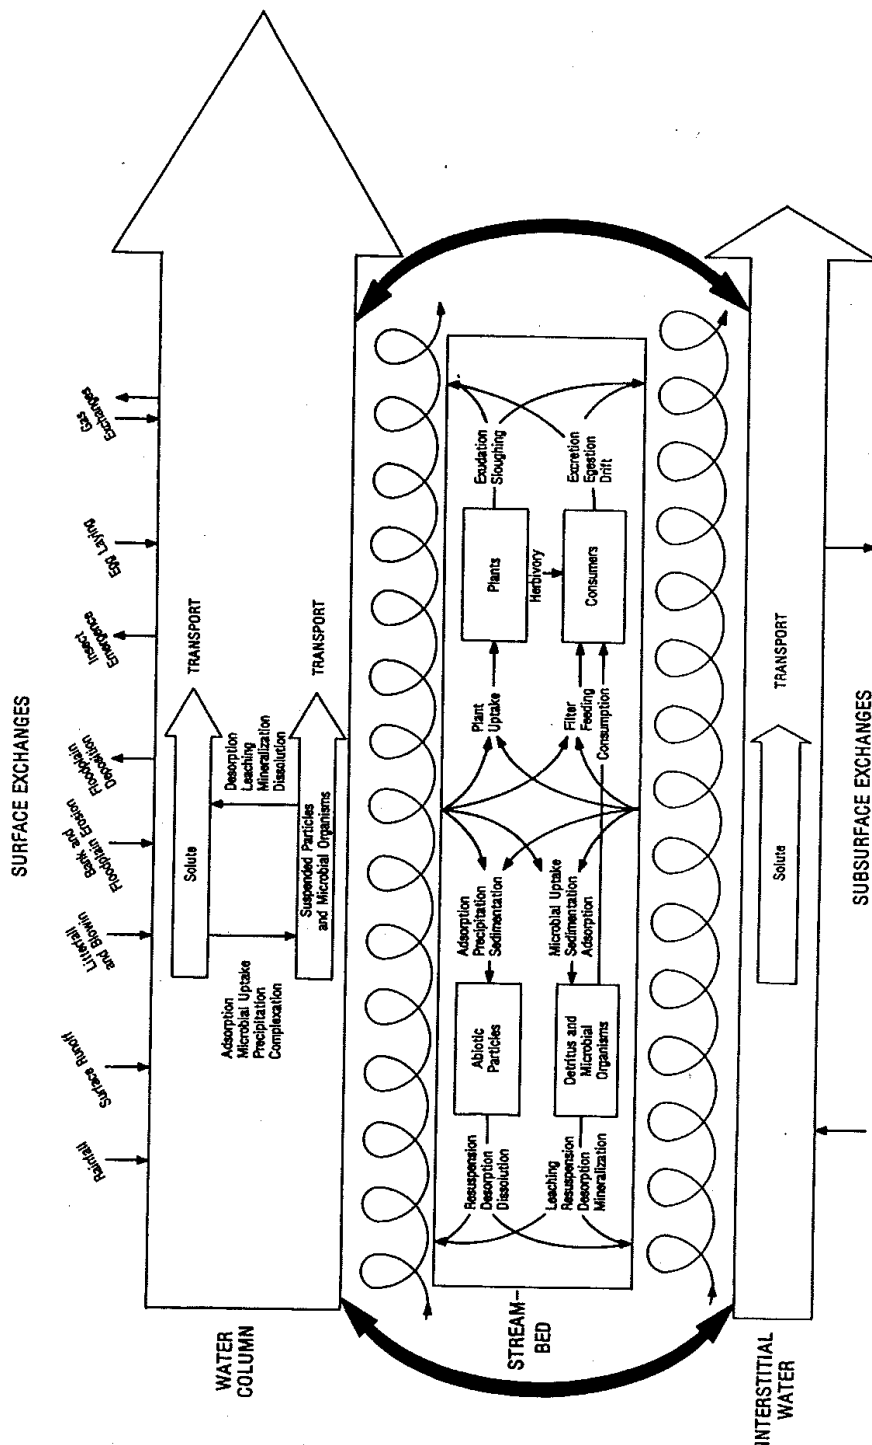 SURFACE EXCHANGES
Rainfall
Surface Runoff
Litterfall
and Blowin
Bank and
Floodplain Erosion
Floodplain
Deposition
Insect
Emergence
Egg Laying
Gas
Exchanges
WATER
COLUMN
Solute
TRANSPORT
Adsorption
Microbial Uptake
Precipitation
Complexation
Desorption
Leaching
Mineralization
Dissolution
Suspended Particles
and Microbial Organisms
TRANSPORT
STREAM-
BED
Resuspension
Desorption
Dissolution
Abiotic
Particles
Adsorption
Precipitation
Sedimentation
Plant
Uptake
Plants
Exudation
Sloughing
Herbivory
Leaching
Resuspension
Desorption
Mineralization
Detritus and
Microbial
Organisms
Microbial Uptake
Sedimentation
Adsorption
Filter
Feeding
Consumption
Consumers
Excretion
Egestion
Drift
INTERSTITIAL
WATER
Solute
TRANSPORT
SUBSURFACE EXCHANGES